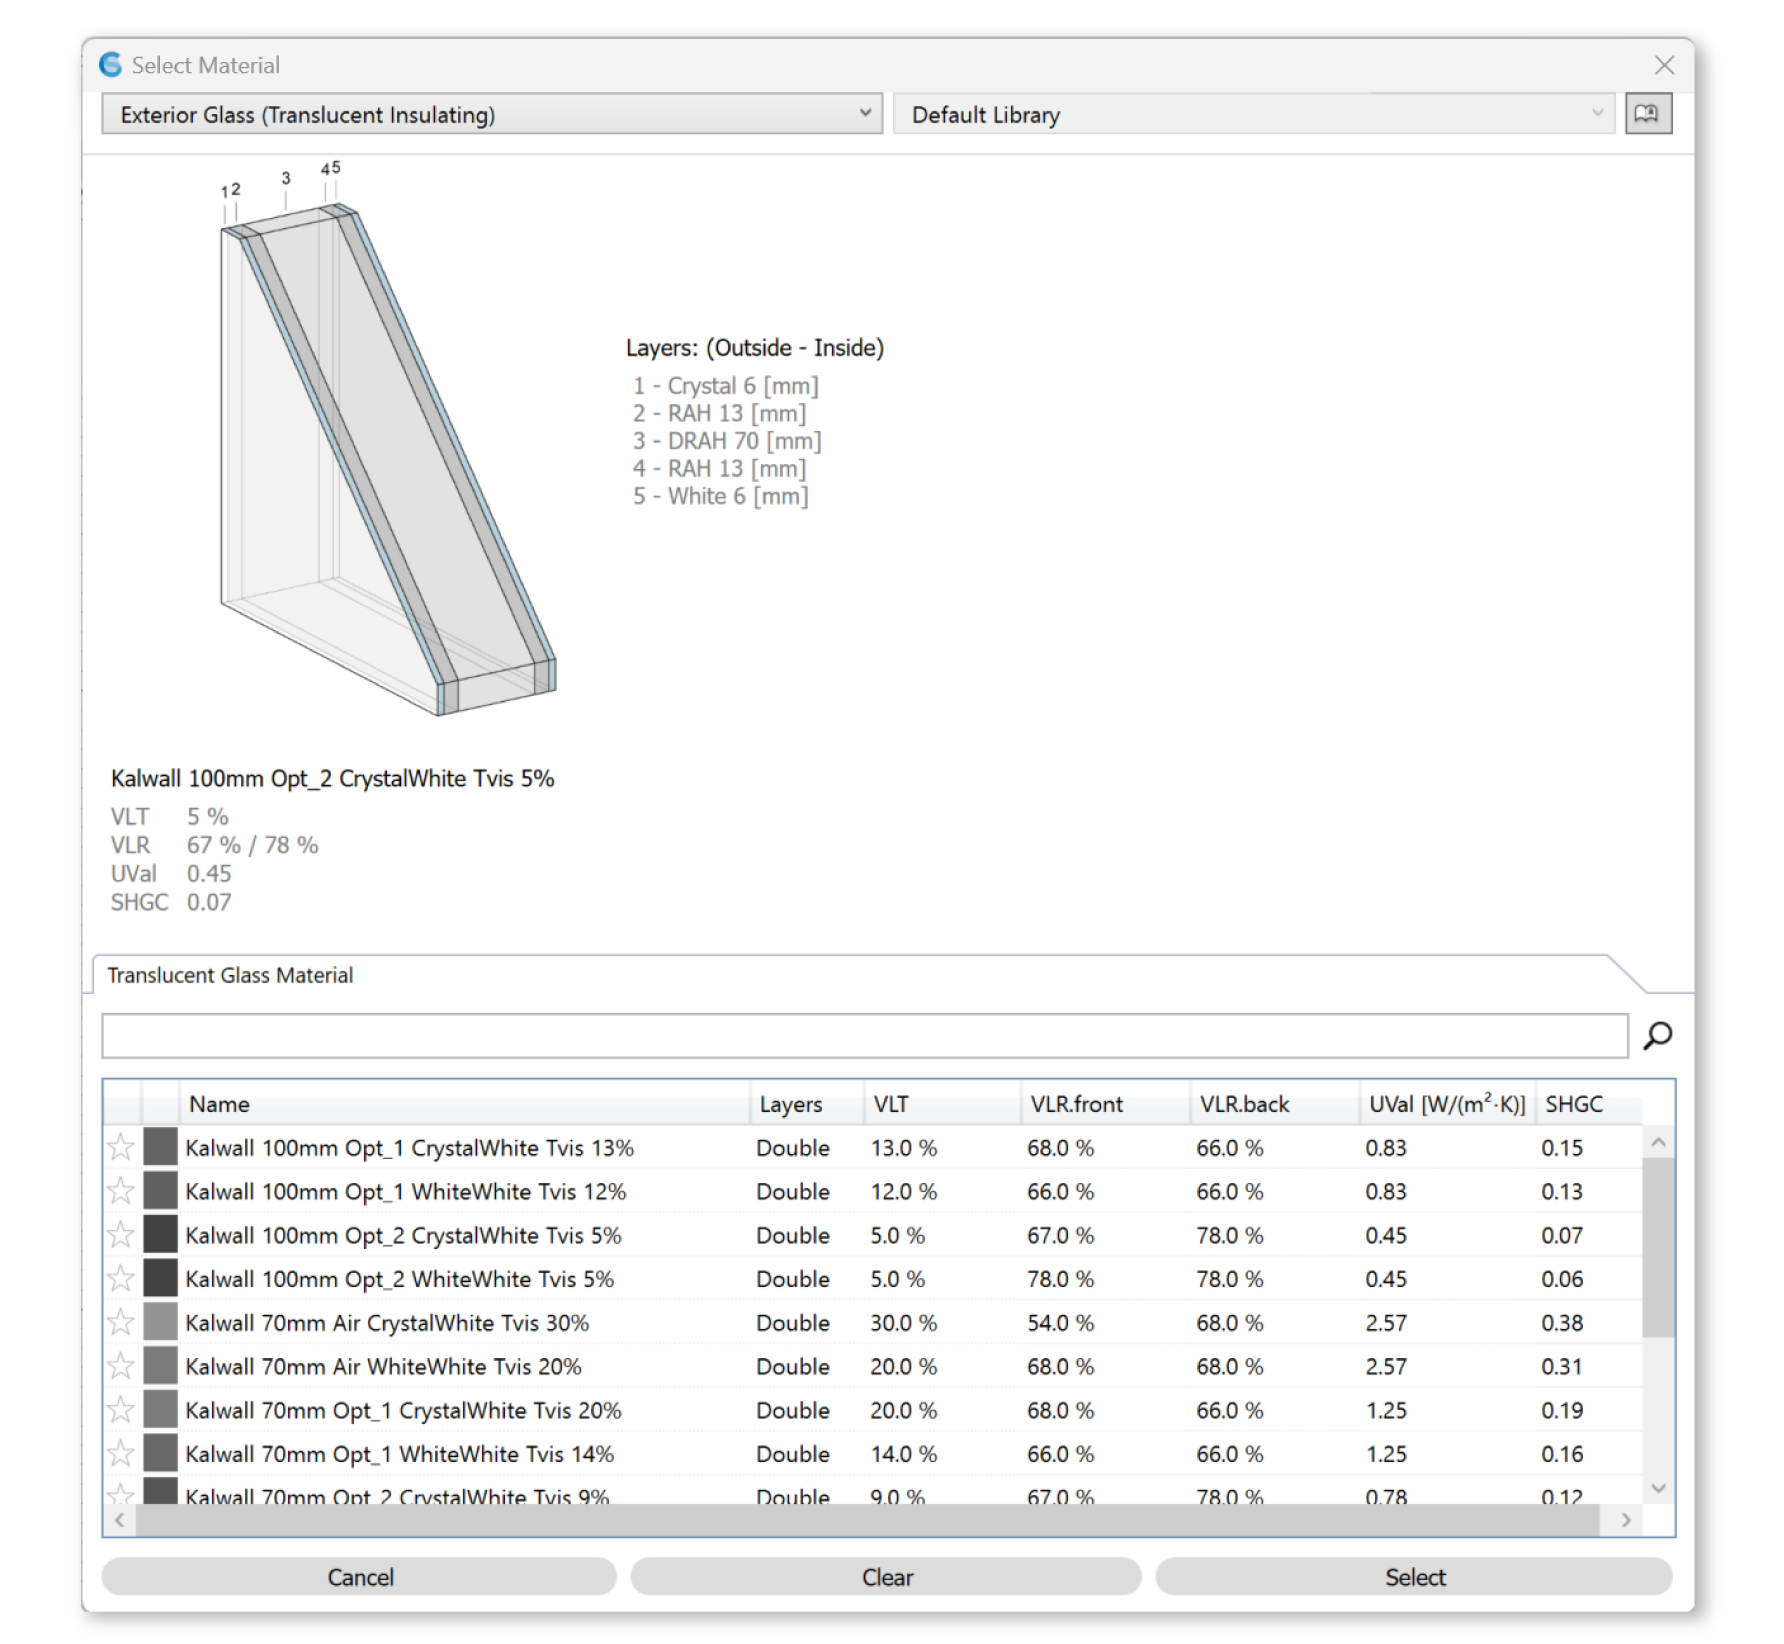 Select Material
Exterior Glass (Translucent Insulating)
Default Library
1 2 3 4 5
Layers: (Outside - Inside)
1 - Crystal 6 [mm]
2 - RAH 13 [mm]
3 - DRAH 70 [mm]
4 - RAH 13 [mm]
5 - White 6 [mm]
Kalwall 100mm Opt_2 CrystalWhite Tvis 5%
VLT 5 %
VLR 67 % / 78 %
UVal 0.45
SHGC 0.07
Translucent Glass Material
Name Layers VLT VLR.front VLR.back UVal [W/(m²·K)] SHGC
Kalwall 100mm Opt_1 CrystalWhite Tvis 13% Double 13.0 % 68.0 % 66.0 % 0.83 0.15
Kalwall 100mm Opt_1 WhiteWhite Tvis 12% Double 12.0 % 66.0 % 66.0 % 0.83 0.13
Kalwall 100mm Opt_2 CrystalWhite Tvis 5% Double 5.0 % 67.0 % 78.0 % 0.45 0.07
Kalwall 100mm Opt_2 WhiteWhite Tvis 5% Double 5.0 % 78.0 % 78.0 % 0.45 0.06
Kalwall 70mm Air CrystalWhite Tvis 30% Double 30.0 % 54.0 % 68.0 % 2.57 0.38
Kalwall 70mm Air WhiteWhite Tvis 20% Double 20.0 % 68.0 % 68.0 % 2.57 0.31
Kalwall 70mm Opt_1 CrystalWhite Tvis 20% Double 20.0 % 68.0 % 66.0 % 1.25 0.19
Kalwall 70mm Opt_1 WhiteWhite Tvis 14% Double 14.0 % 66.0 % 66.0 % 1.25 0.16
Kalwall 70mm Opt_2 CrystalWhite Tvis 9% Double 9.0 % 67.0 % 78.0 % 0.78 0.12
Cancel Clear Select